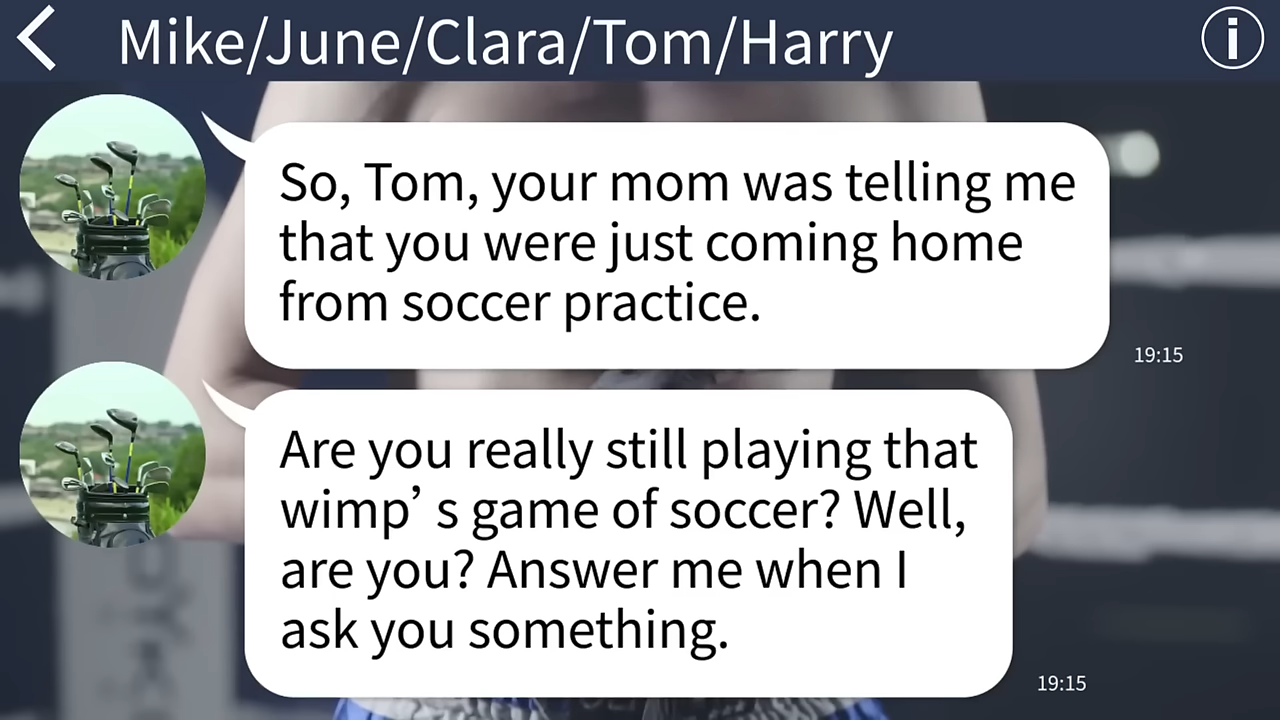 Mike/June/Clara/Tom/Harry
So, Tom, your mom was telling me
that you were just coming home
from soccer practice.
19:15
Are you really still playing that
wimp’s game of soccer? Well,
are you? Answer me when I
ask you something.
19:15